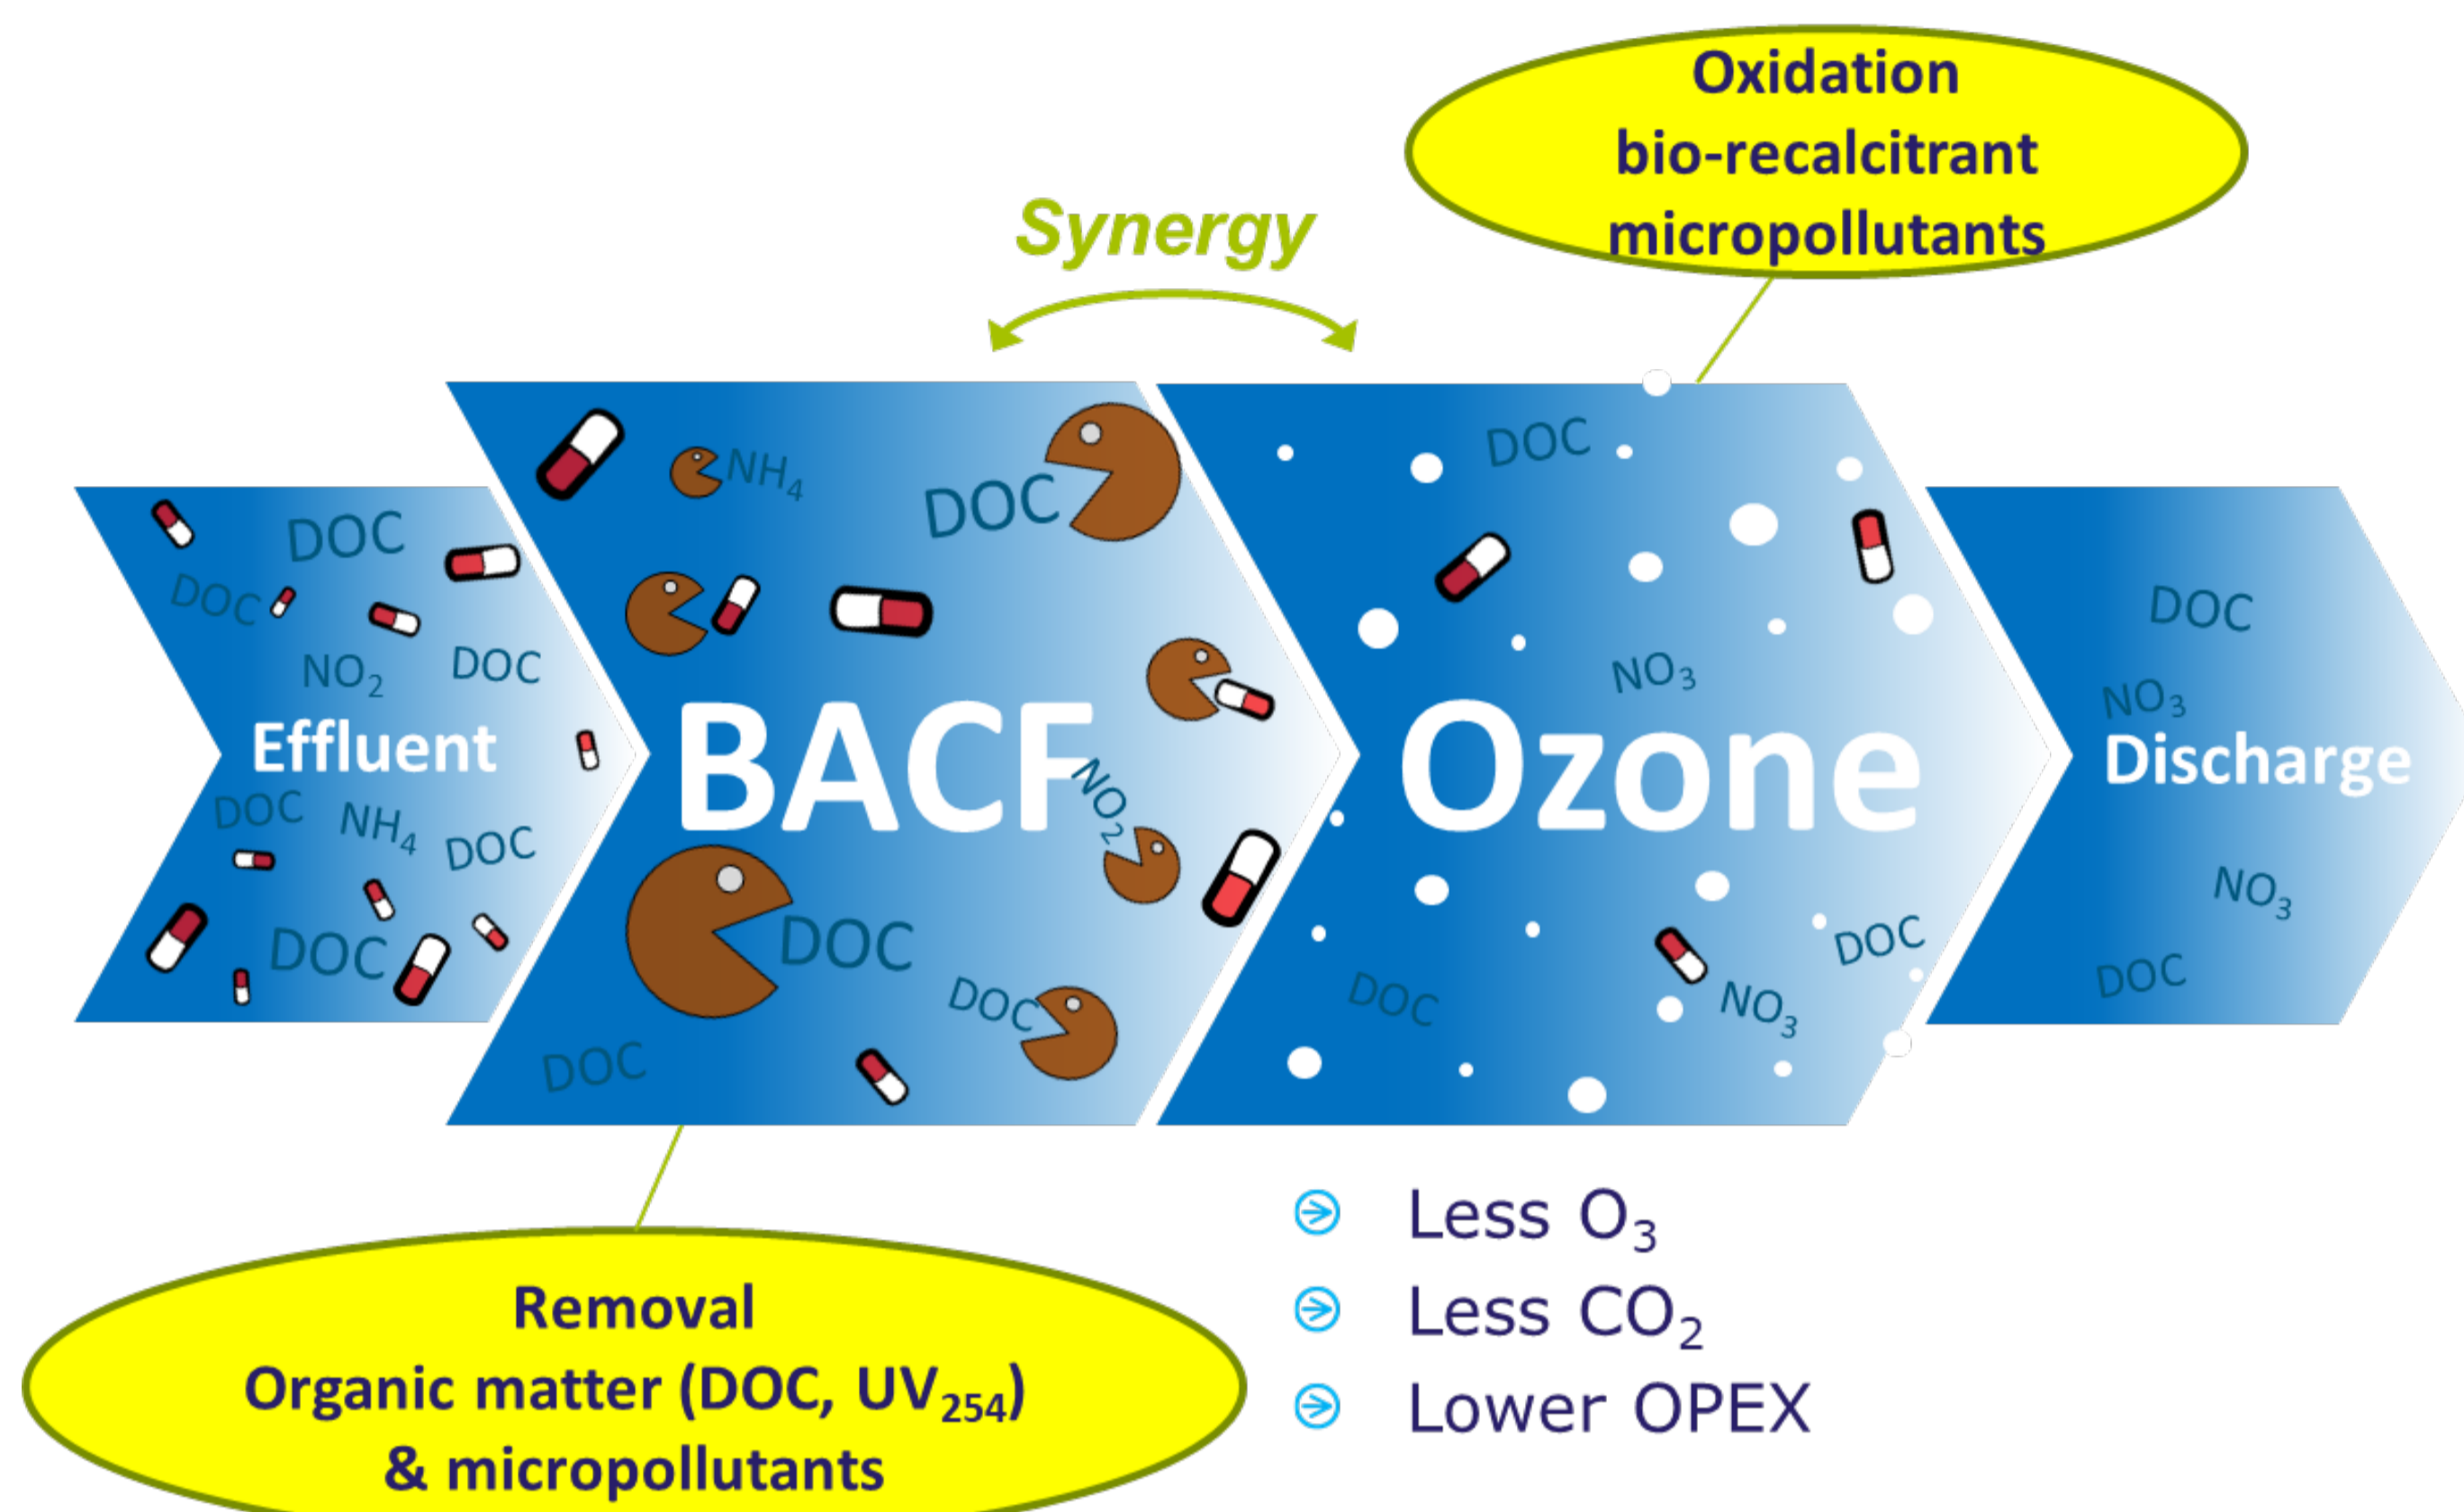 Oxidation
bio-recalcitrant
micropollutants
Synergy
DOC
DOC
NO₂
DOC
Effluent
DOC
NH₄
DOC
DOC
NH₄
DOC
BACF
NO₂
DOC
DOC
DOC
DOC
NO₃
Ozone
DOC
DOC
NO₃
DOC
NO₃
Discharge
NO₃
DOC
Removal
Organic matter (DOC, UV₂₅₄)
& micropollutants
Less O₃
Less CO₂
Lower OPEX